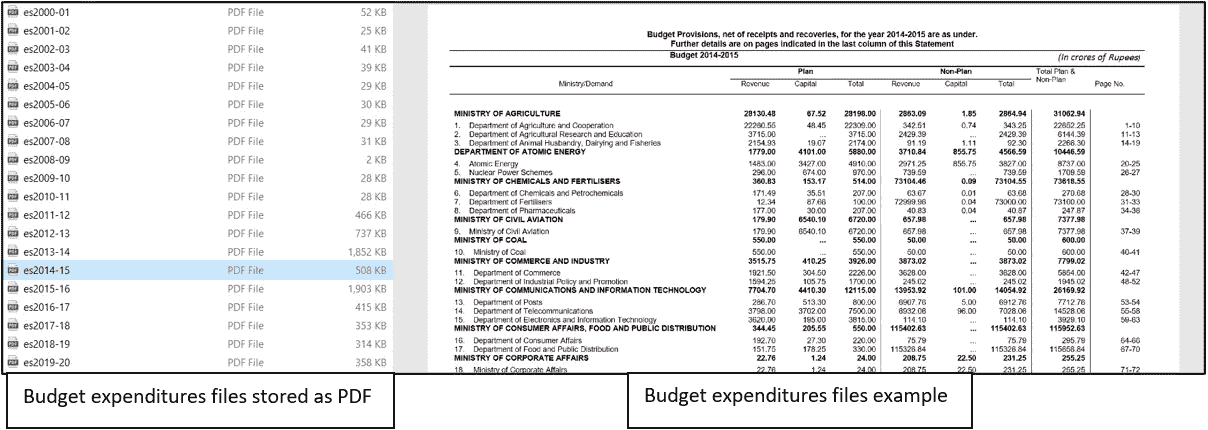 es2000-01 PDF File 52 KB
es2001-02 PDF File 25 KB
es2002-03 PDF File 41 KB
es2003-04 PDF File 39 KB
es2004-05 PDF File 29 KB
es2005-06 PDF File 30 KB
es2006-07 PDF File 29 KB
es2007-08 PDF File 31 KB
es2008-09 PDF File 2 KB
es2009-10 PDF File 28 KB
es2010-11 PDF File 28 KB
es2011-12 PDF File 466 KB
es2012-13 PDF File 737 KB
es2013-14 PDF File 1,852 KB
es2014-15 PDF File 508 KB
es2015-16 PDF File 1,903 KB
es2016-17 PDF File 415 KB
es2017-18 PDF File 353 KB
es2018-19 PDF File 314 KB
es2019-20 PDF File 358 KB
Budget expenditures files stored as PDF
Budget Provisions, net of receipts and recoveries, for the year 2014-2015 are as under.
Further details are on pages indicated in the last column of this Statement
Budget 2014-2015 (In crores of Rupees)
Plan Non-Plan Total Plan &
Non-Plan
Ministry/Demand Revenue Capital Total Revenue Capital Total Page No.
MINISTRY OF AGRICULTURE 28130.48 67.52 28198.00 2863.09 1.85 2864.94 31062.94
1. Department of Agriculture and Cooperation 22260.55 48.45 22309.00 342.51 0.74 343.25 22652.25 1-10
2. Department of Agricultural Research and Education 3715.00 ... 3715.00 2429.39 ... 2429.39 6144.39 11-13
3. Department of Animal Husbandry, Dairying and Fisheries 2154.93 19.07 2174.00 91.19 1.11 92.30 2266.30 14-19
DEPARTMENT OF ATOMIC ENERGY 1779.00 4101.00 5880.00 3710.84 855.75 4566.59 10446.59
4. Atomic Energy 1483.00 3427.00 4910.00 2971.25 855.75 3827.00 8737.00 20-25
5. Nuclear Power Schemes 296.00 674.00 970.00 739.59 ... 739.59 1709.59 26-27
MINISTRY OF CHEMICALS AND FERTILISERS 360.83 153.17 514.00 73104.46 0.09 73104.55 73618.55
6. Department of Chemicals and Petrochemicals 171.49 35.51 207.00 63.67 0.01 63.68 270.68 28-30
7. Department of Fertilisers 12.34 87.66 100.00 72999.96 0.04 73000.00 73100.00 31-33
8. Department of Pharmaceuticals 177.00 30.00 207.00 40.83 0.04 40.87 247.87 34-36
MINISTRY OF CIVIL AVIATION 179.90 6540.10 6720.00 657.98 ... 657.98 7377.98
9. Ministry of Civil Aviation 179.90 6540.10 6720.00 657.98 ... 657.98 7377.98 37-39
MINISTRY OF COAL 550.00 ... 550.00 50.00 ... 50.00 600.00
10. Ministry of Coal 550.00 ... 550.00 50.00 ... 50.00 600.00 40-41
MINISTRY OF COMMERCE AND INDUSTRY 3515.75 410.25 3926.00 3873.02 ... 3873.02 7799.02
11. Department of Commerce 1921.50 304.50 2226.00 3628.00 ... 3628.00 5854.00 42-47
12. Department of Industrial Policy and Promotion 1594.25 105.75 1700.00 245.02 ... 245.02 1945.02 48-52
MINISTRY OF COMMUNICATIONS AND INFORMATION TECHNOLOGY 7704.70 4410.30 12115.00 13953.92 101.00 14054.92 26169.92
13. Department of Posts 286.70 513.30 800.00 6907.76 5.00 6912.76 7712.76 53-54
14. Department of Telecommunications 3798.00 3702.00 7500.00 6932.06 96.00 7028.06 14528.06 55-58
15. Department of Electronics and Information Technology 3620.00 195.00 3815.00 114.10 ... 114.10 3929.10 59-63
MINISTRY OF CONSUMER AFFAIRS, FOOD AND PUBLIC DISTRIBUTION 344.45 205.55 550.00 115402.63 ... 115402.63 115952.63
16. Department of Consumer Affairs 192.70 27.30 220.00 75.79 ... 75.79 295.79 64-66
17. Department of Food and Public Distribution 151.75 178.25 330.00 115326.84 ... 115326.84 115656.84 67-70
MINISTRY OF CORPORATE AFFAIRS 22.76 1.24 24.00 208.75 22.50 231.25 255.25
18. Ministry of Corporate Affairs 22.76 1.24 24.00 208.75 22.50 231.25 255.25 71-72
Budget expenditures files example